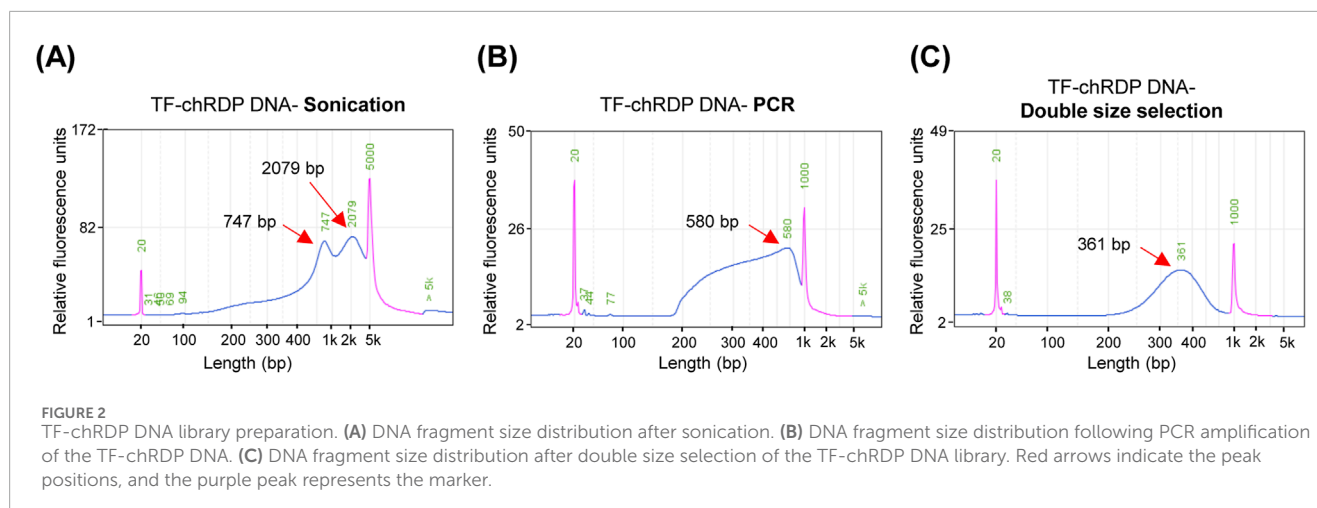 (A)
TF-chRDP DNA- Sonication
172
82
1
Relative fluorescence units
20
31
46
50
69
94
747 bp
2079 bp
747
2079
5000
> 5k
20 100 200 300 400 1k 2k 5k
Length (bp)
(B)
TF-chRDP DNA- PCR
50
26
2
Relative fluorescence units
20
37
44
77
580 bp
580
1000
> 5k
20 100 200 300 400 1k 2k 5k
Length (bp)
(C)
TF-chRDP DNA-
Double size selection
49
25
2
Relative fluorescence units
20
38
361 bp
361
1000
20 100 200 300 400 1k 2k 5k
Length (bp)
FIGURE 2
TF-chRDP DNA library preparation. (A) DNA fragment size distribution after sonication. (B) DNA fragment size distribution following PCR amplification
of the TF-chRDP DNA. (C) DNA fragment size distribution after double size selection of the TF-chRDP DNA library. Red arrows indicate the peak
positions, and the purple peak represents the marker.